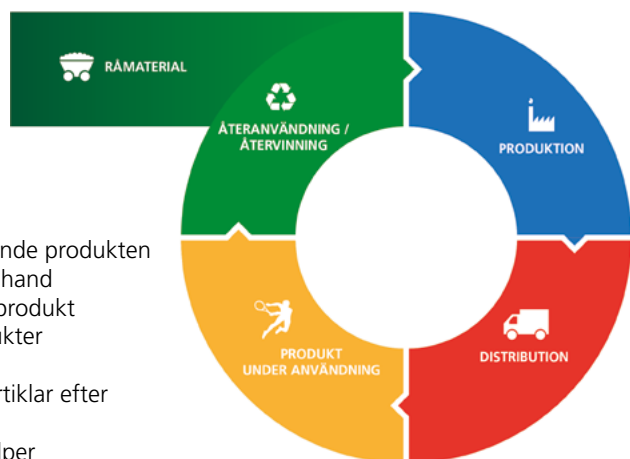 RÅMATERIAL
ÅTERANVÄNDNING /
ÅTERVINNING
PRODUKTION
DISTRIBUTION
PRODUKT
UNDER ANVÄNDNING
nde produkten
hand
produkt
kter
rtiklar efter
lper